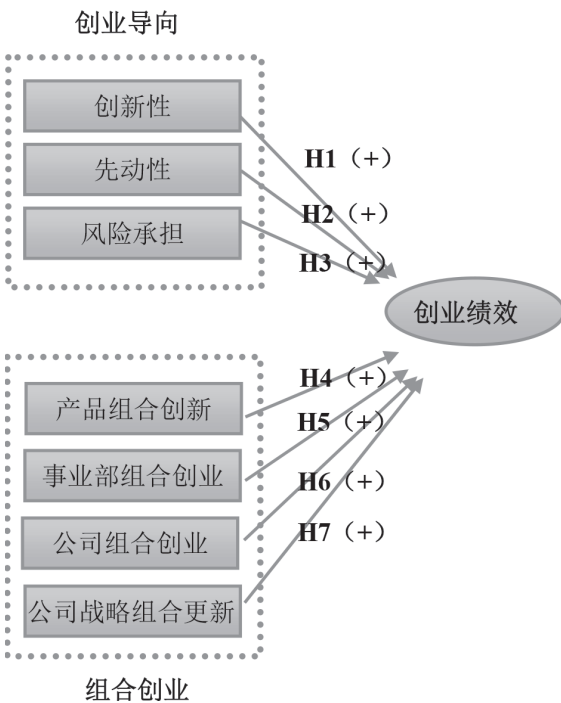 创业导向
创新性
先动性
风险承担
H1（+）
H2（+）
H3（+）
创业绩效
产品组合创新
事业部组合创业
公司组合创业
公司战略组合更新
H4（+）
H5（+）
H6（+）
H7（+）
组合创业